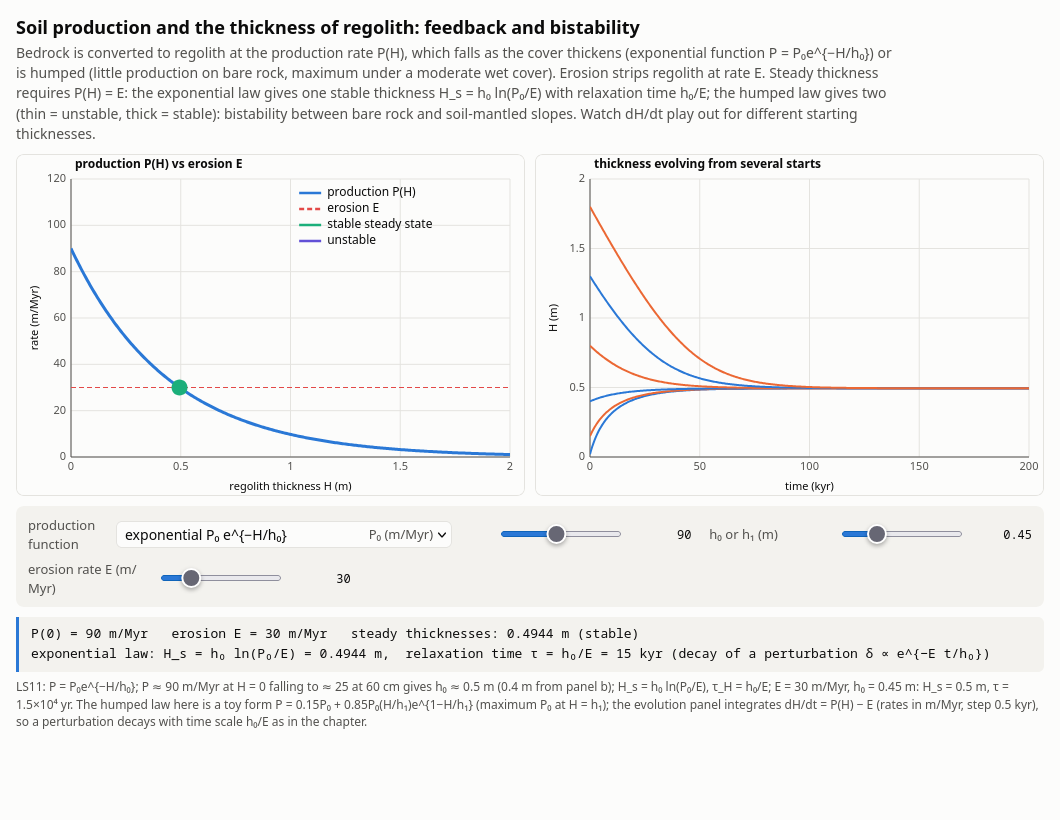 Soil production and the thickness of regolith: feedback and bistability
Bedrock is converted to regolith at the production rate P(H), which falls as the cover thickens (exponential function P = P₀e^{−H/h₀}) or
is humped (little production on bare rock, maximum under a moderate wet cover). Erosion strips regolith at rate E. Steady thickness
requires P(H) = E: the exponential law gives one stable thickness H_s = h₀ ln(P₀/E) with relaxation time h₀/E; the humped law gives two
(thin = unstable, thick = stable): bistability between bare rock and soil-mantled slopes. Watch dH/dt play out for different starting
thicknesses.
production P(H) vs erosion E
120
100
80
60
40
20
0
rate (m/Myr)
production P(H)
erosion E
stable steady state
unstable
0 0.5 1 1.5 2
regolith thickness H (m)
thickness evolving from several starts
2
1.5
1
0.5
0
H (m)
0 50 100 150 200
time (kyr)
production
function
exponential P₀ e^{−H/h₀}
P₀ (m/Myr)
90
h₀ or h₁ (m)
0.45
erosion rate E (m/
Myr)
30
P(0) = 90 m/Myr erosion E = 30 m/Myr steady thicknesses: 0.4944 m (stable)
exponential law: H_s = h₀ ln(P₀/E) = 0.4944 m, relaxation time τ = h₀/E = 15 kyr (decay of a perturbation δ ∝ e^{−E t/h₀})
LS11: P = P₀e^{−H/h₀}; P ≈ 90 m/Myr at H = 0 falling to ≈ 25 at 60 cm gives h₀ ≈ 0.5 m (0.4 m from panel b); H_s = h₀ ln(P₀/E), τ_H = h₀/E; E = 30 m/Myr, h₀ = 0.45 m: H_s = 0.5 m, τ =
1.5×10⁴ yr. The humped law here is a toy form P = 0.15P₀ + 0.85P₀(H/h₁)e^{1−H/h₁} (maximum P₀ at H = h₁); the evolution panel integrates dH/dt = P(H) − E (rates in m/Myr, step 0.5 kyr),
so a perturbation decays with time scale h₀/E as in the chapter.